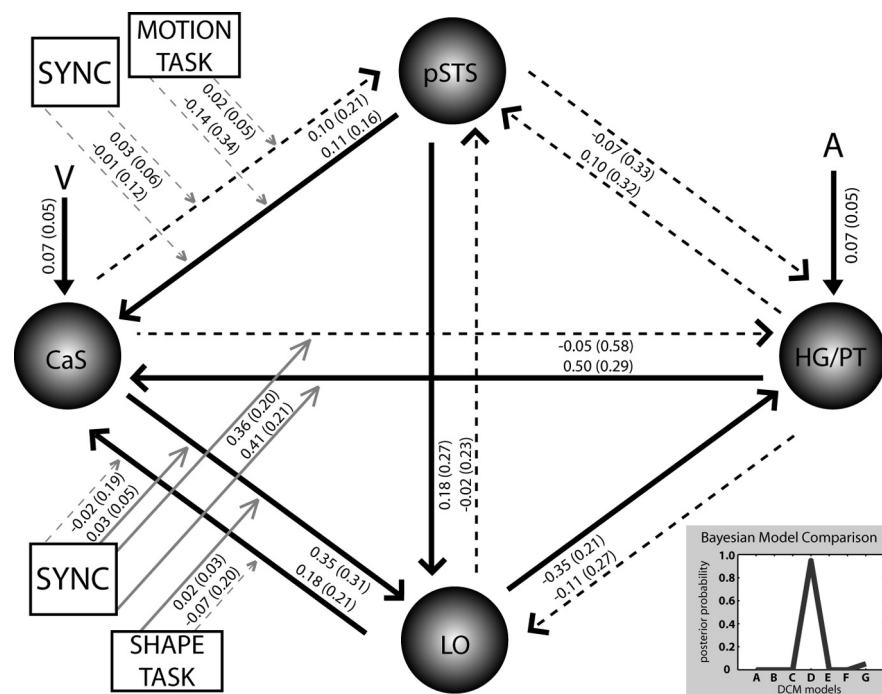 MOTION
TASK
SYNC
pSTS
0.02 (0.05)
-0.14 (0.34)
0.03 (0.06)
-0.01 (0.12)
0.10 (0.21)
0.11 (0.16)
-0.07 (0.33)
0.10 (0.32)
V
0.07 (0.05)
A
0.07 (0.05)
CaS
HG/PT
-0.05 (0.58)
0.50 (0.29)
0.36 (0.20)
0.41 (0.21)
-0.02 (0.19)
0.03 (0.05)
0.18 (0.27)
-0.02 (0.23)
SYNC
0.02 (0.03)
-0.07 (0.20)
0.35 (0.31)
0.18 (0.21)
-0.35 (0.21)
-0.11 (0.27)
SHAPE
TASK
LO
Bayesian Model Comparison
posterior probability
1.0
0.8
0.6
0.4
0.2
0
A B C D E F G
DCM models